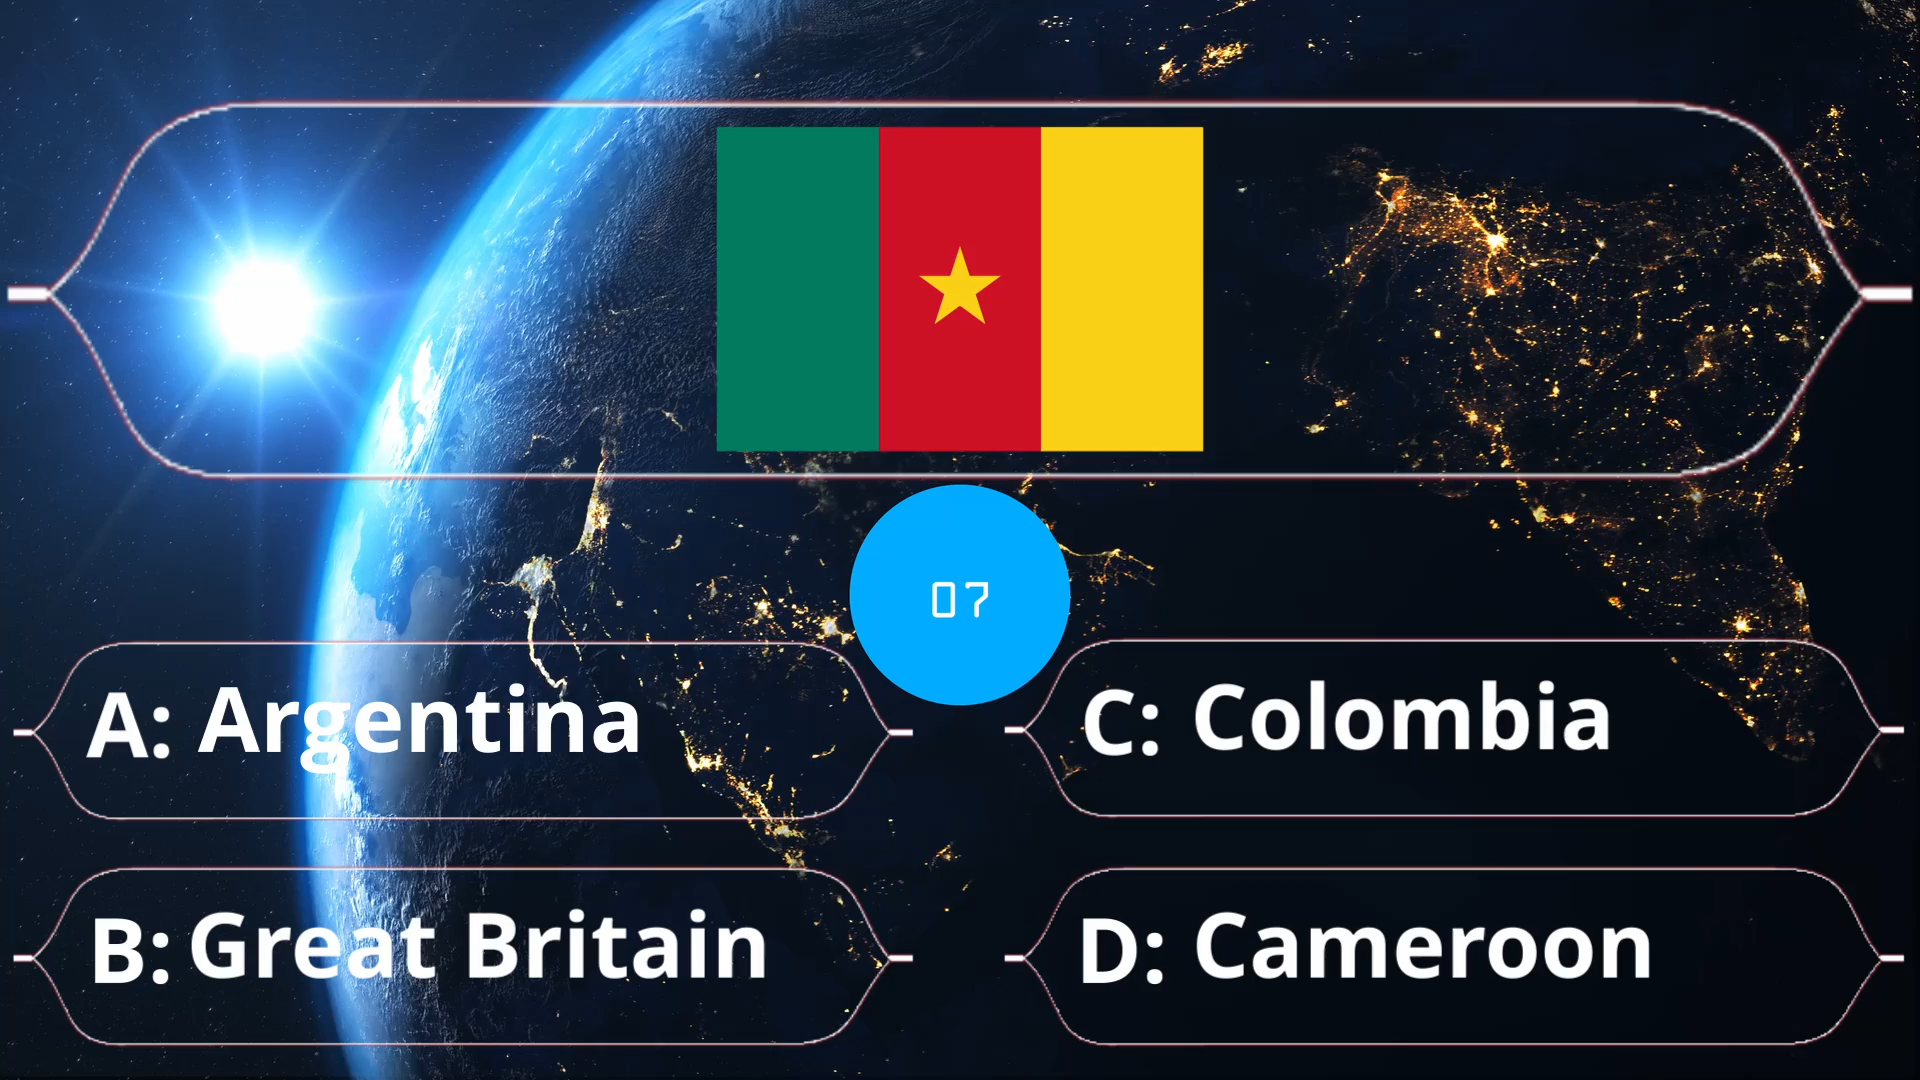 07
A: Argentina
C: Colombia
B: Great Britain
D: Cameroon